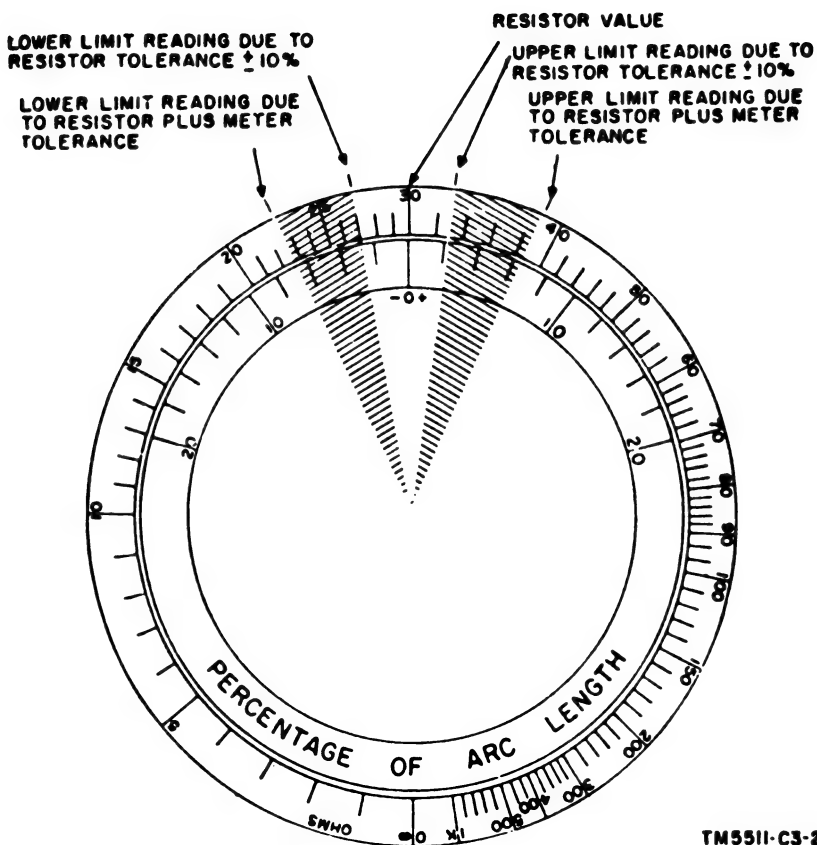 RESISTOR VALUE
LOWER LIMIT READING DUE TO
RESISTOR TOLERANCE ± 10%
UPPER LIMIT READING DUE TO
RESISTOR TOLERANCE ± 10%
LOWER LIMIT READING DUE
TO RESISTOR PLUS METER
TOLERANCE
UPPER LIMIT READING DUE
TO RESISTOR PLUS METER
TOLERANCE
25
30
20
40
50
15
60
10
-0+
10
20
20
70
10
80
90
100
5
150
200
300
400
500
1K
0
∞
OHMS
PERCENTAGE OF ARC LENGTH
TM5511-C3-2